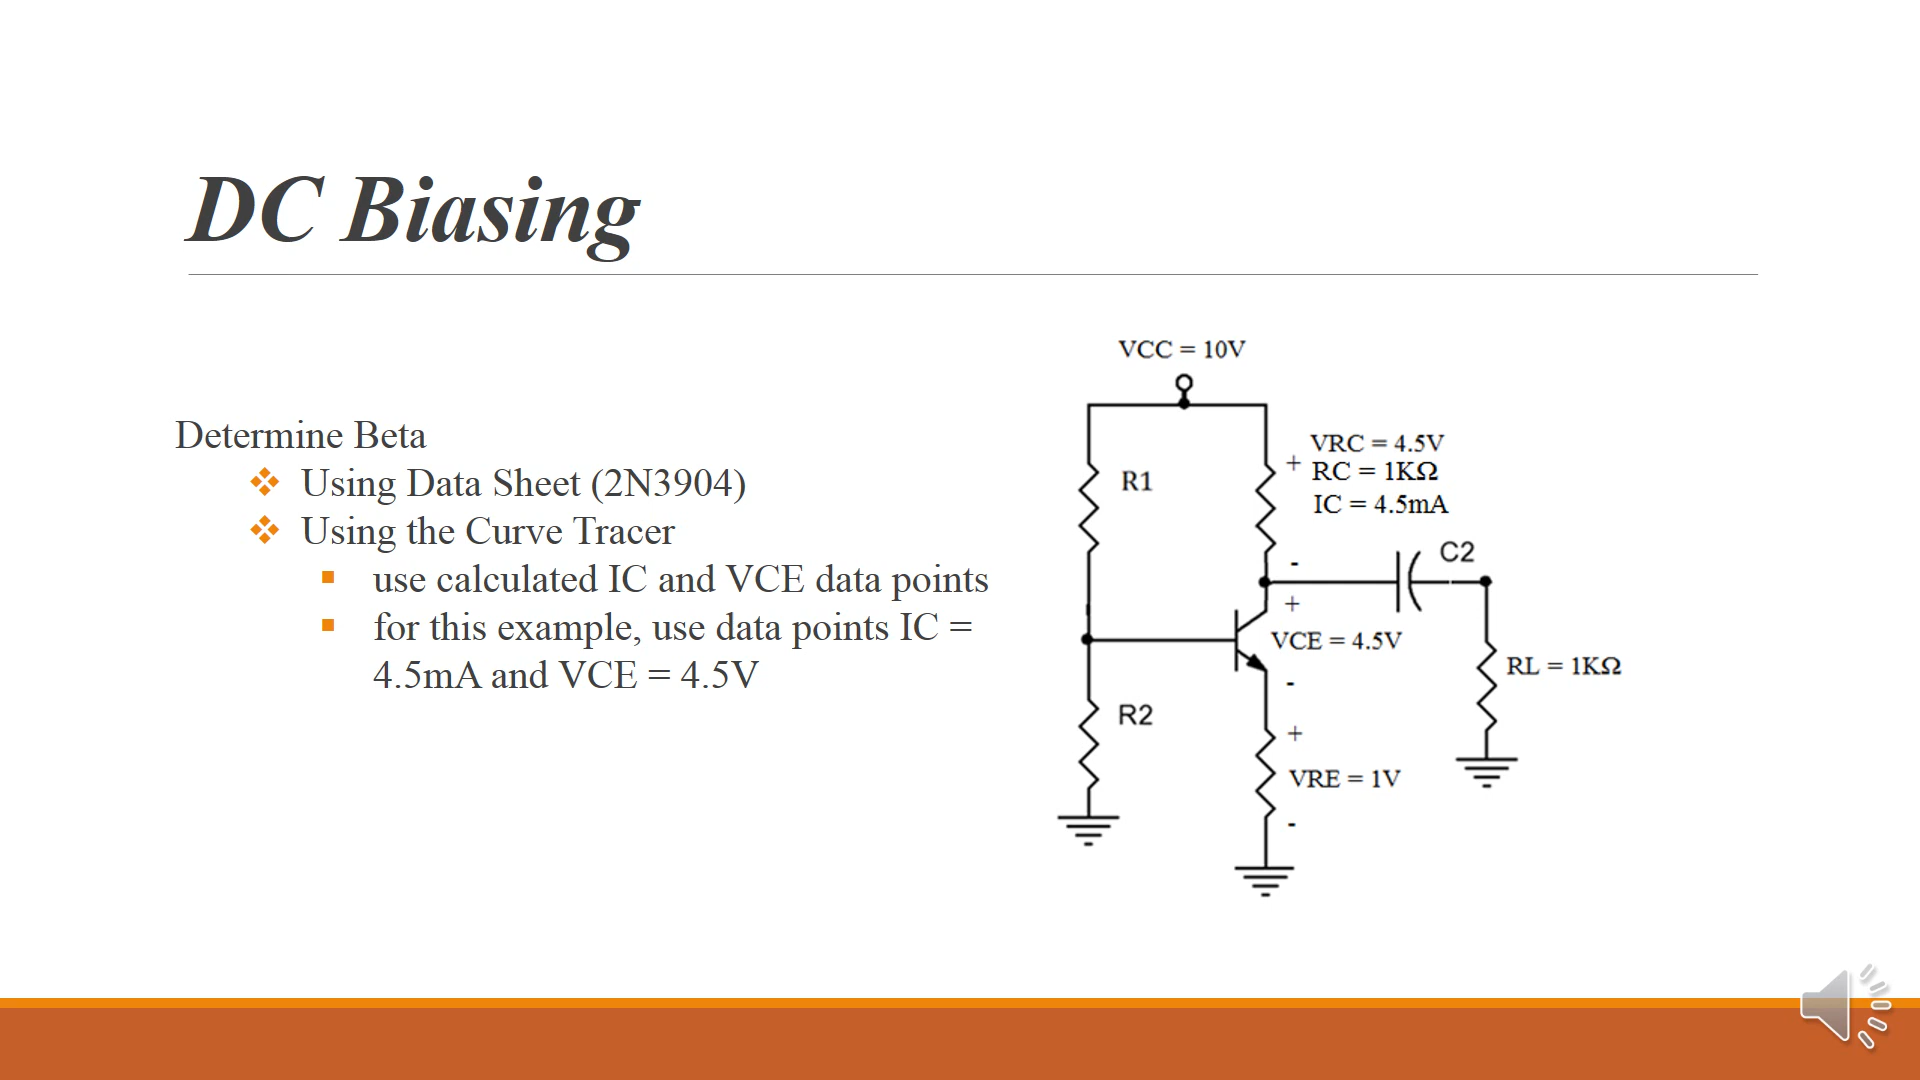 DC Biasing
Determine Beta
❖ Using Data Sheet (2N3904)
❖ Using the Curve Tracer
▪ use calculated IC and VCE data points
▪ for this example, use data points IC =
4.5mA and VCE = 4.5V
VCC = 10V
R1
VRC = 4.5V
+ RC = 1KΩ
IC = 4.5mA
-
C2
+
VCE = 4.5V
-
RL = 1KΩ
R2
+
VRE = 1V
-